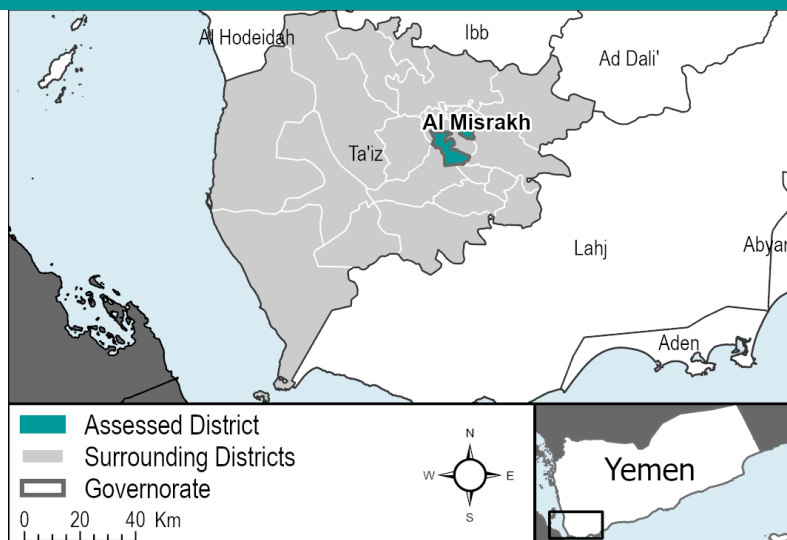 Al Hodeidah
Ibb
Ad Dali'
Al Misrakh
Ta'iz
Lahj
Abyan
Aden
Assessed District
Surrounding Districts
Governorate
0 20 40 Km
N
W E
S
Yemen